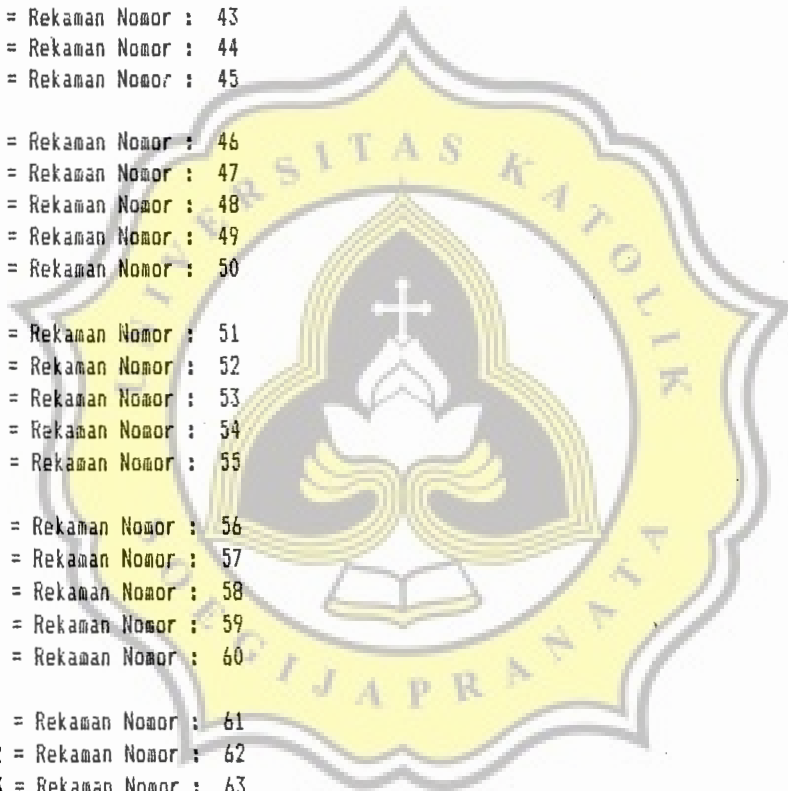 = Rekaman Nomor : 43
= Rekaman Nomor : 44
= Rekaman Nomor : 45
= Rekaman Nomor : 46
= Rekaman Nomor : 47
= Rekaman Nomor : 48
= Rekaman Nomor : 49
= Rekaman Nomor : 50
= Rekaman Nomor : 51
= Rekaman Nomor : 52
= Rekaman Nomor : 53
= Rekaman Nomor : 54
= Rekaman Nomor : 55
= Rekaman Nomor : 56
= Rekaman Nomor : 57
= Rekaman Nomor : 58
= Rekaman Nomor : 59
= Rekaman Nomor : 60
= Rekaman Nomor : 61
2 = Rekaman Nomor : 62
3 = Rekaman Nomor : 63
UNIVERSITAS KATOLIK
SOEGIJAPRANATA